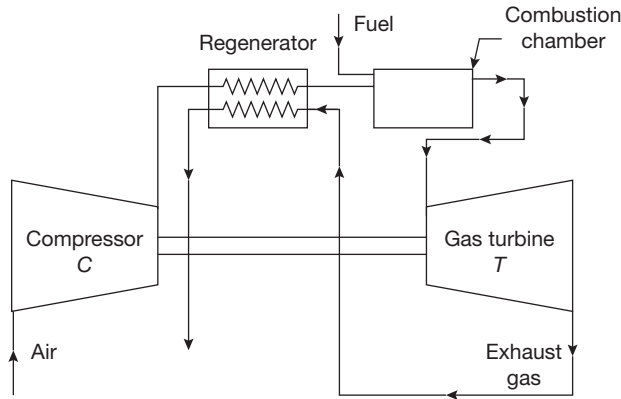 Combustion
chamber
Fuel
Regenerator
Compressor
C
Gas turbine
T
Air
Exhaust
gas